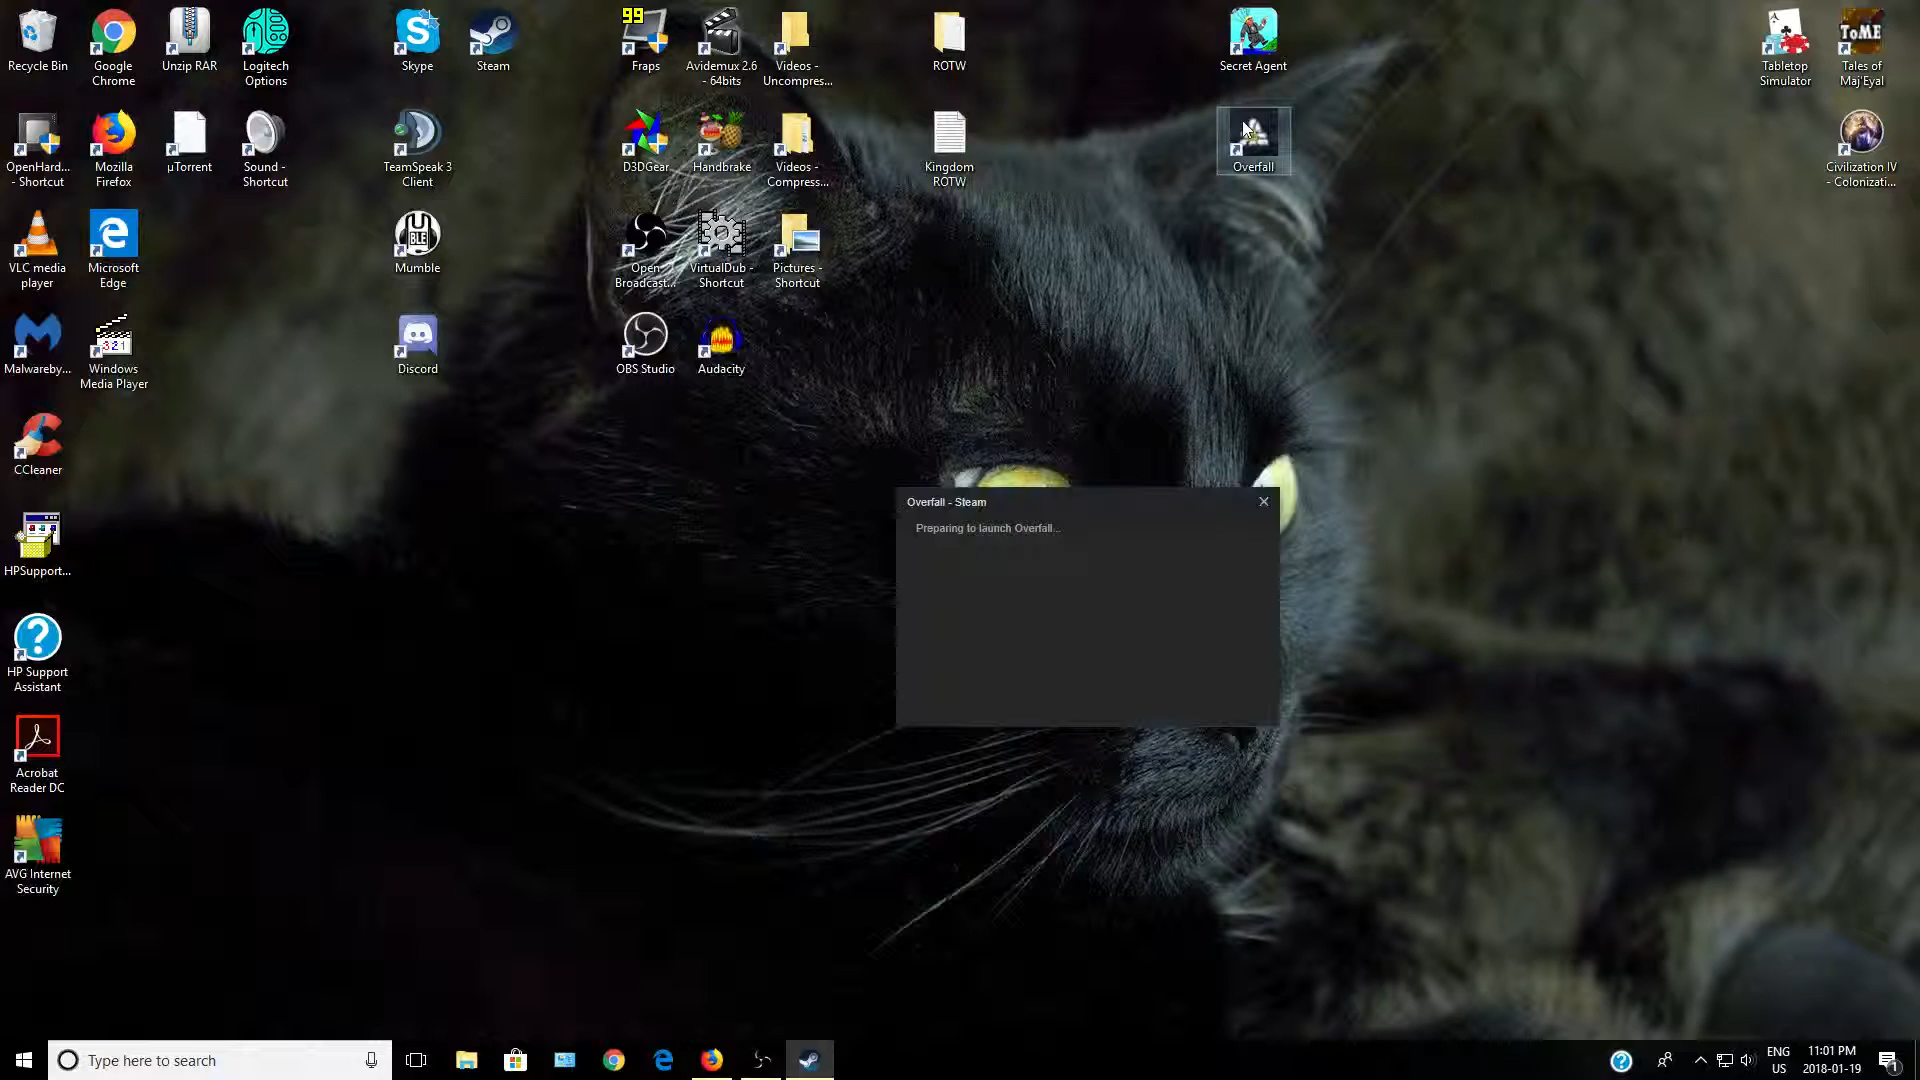 Recycle Bin
Google
Chrome
Unzip RAR
Logitech
Options
Skype
Steam
99
Fraps
Avidemux 2.6
- 64bits
Videos -
Uncompres...
ROTW
Secret Agent
Tabletop
Simulator
ToME
Tales of
Maj'Eyal
OpenHard...
- Shortcut
Mozilla
Firefox
µTorrent
Sound -
Shortcut
TeamSpeak 3
Client
D3DGear
Handbrake
Videos -
Compress...
Kingdom
ROTW
Overfall
Civilization IV
- Colonizati...
VLC media
player
Microsoft
Edge
Mumble
Open
Broadcast...
VirtualDub -
Shortcut
Pictures -
Shortcut
Malwareby...
321
Windows
Media Player
Discord
OBS Studio
Audacity
CCleaner
Overfall - Steam
Preparing to launch Overfall...
HPSupport...
HP Support
Assistant
Acrobat
Reader DC
AVG Internet
Security
Type here to search
ENG
US
11:01 PM
2018-01-19
1